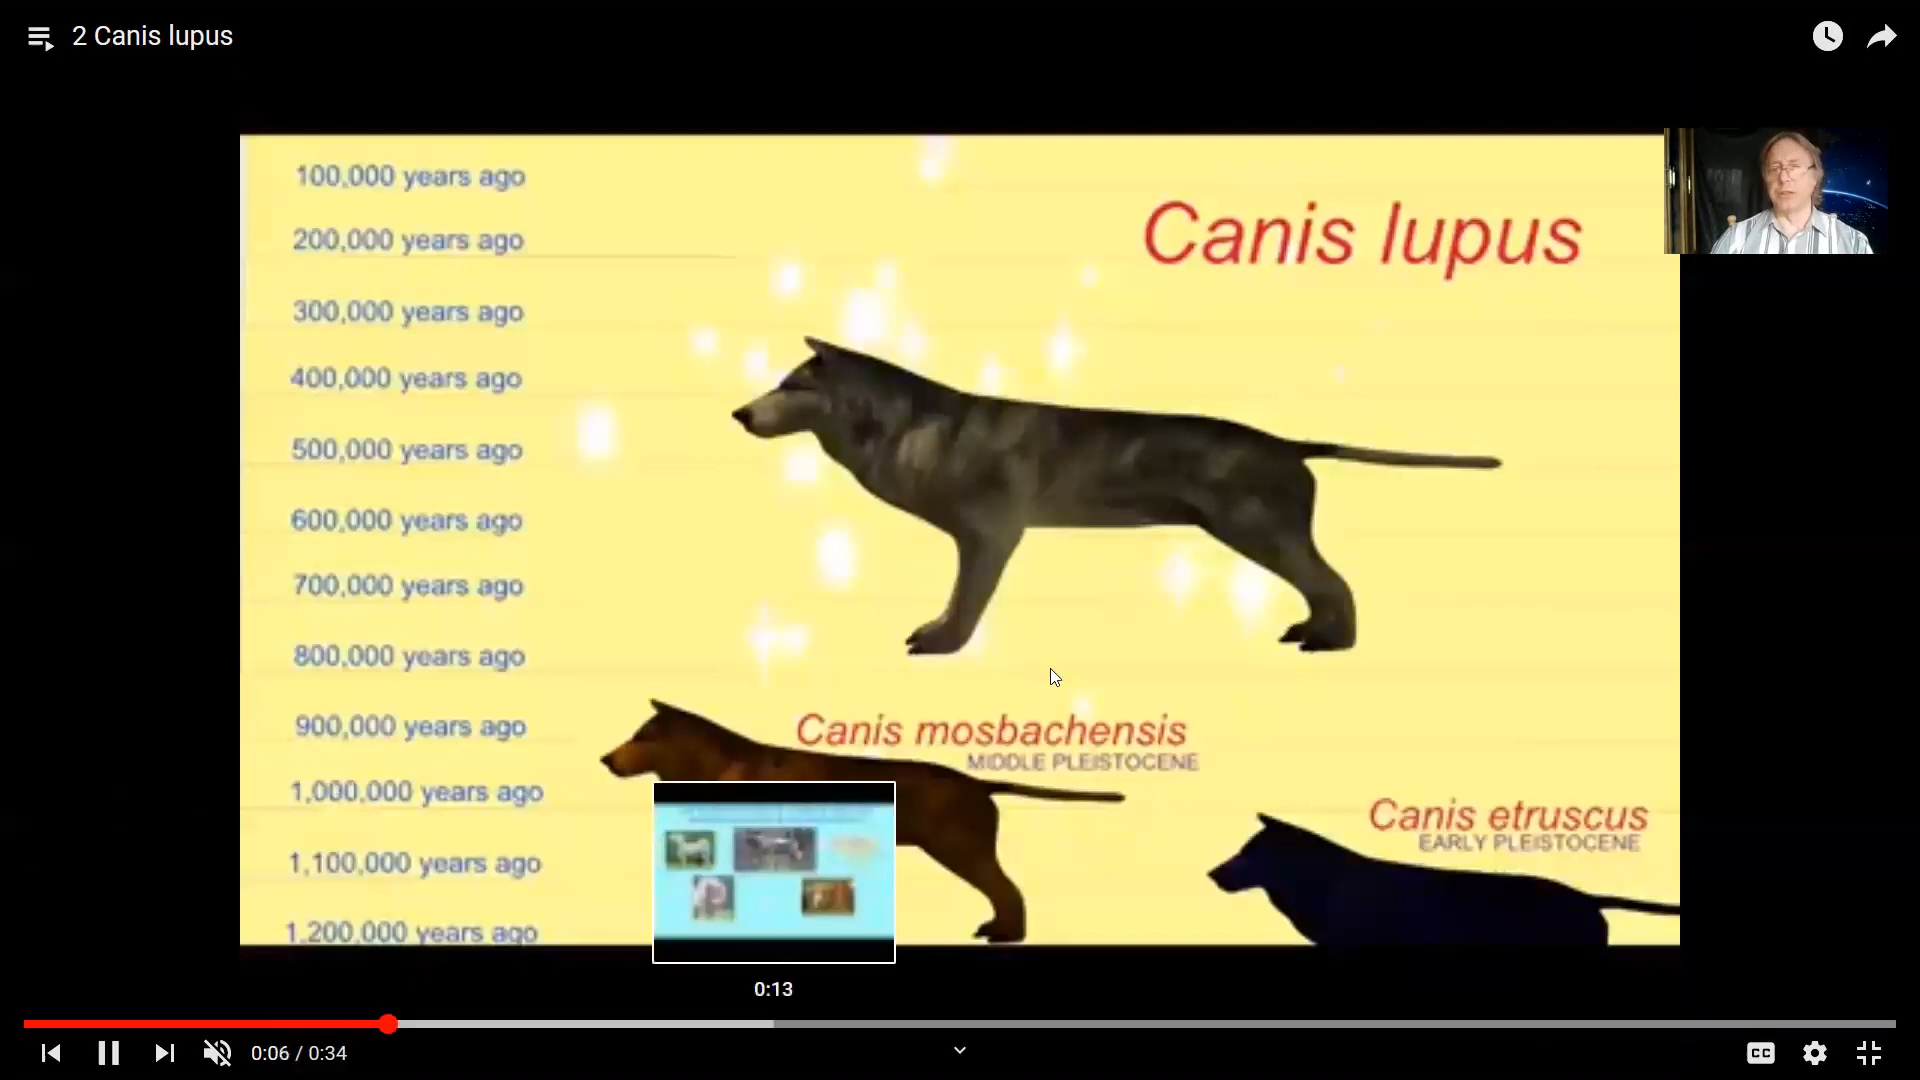 2 Canis lupus
100,000 years ago
200,000 years ago
300,000 years ago
400,000 years ago
500,000 years ago
600,000 years ago
700,000 years ago
800,000 years ago
900,000 years ago
1,000,000 years ago
1,100,000 years ago
1,200,000 years ago
Canis lupus
Canis mosbachensis
MIDDLE PLEISTOCENE
Canis etruscus
EARLY PLEISTOCENE
0:13
0:06 / 0:34
CC